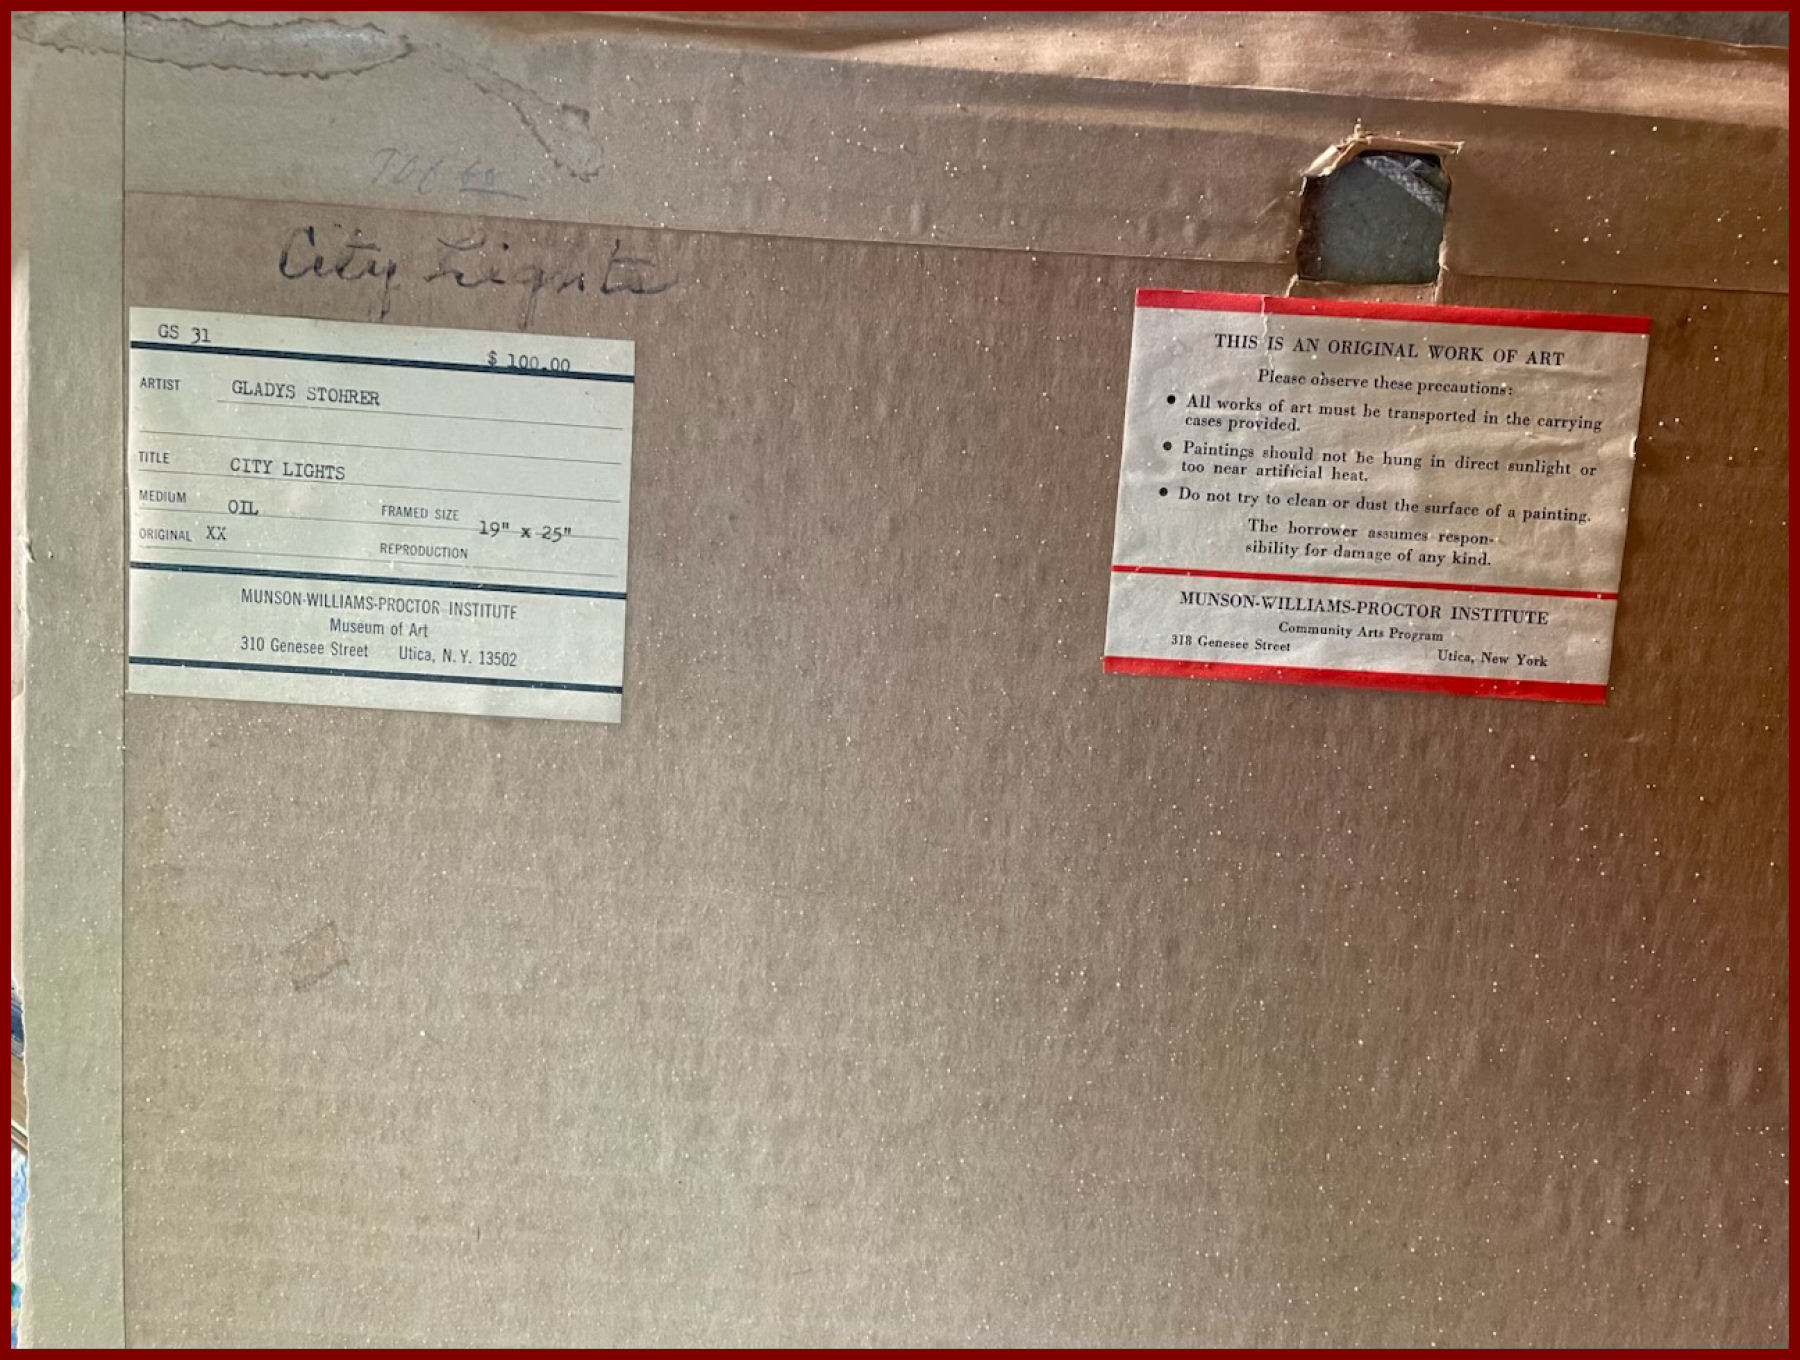 City Lights
GS 31
$ 100.00
ARTIST GLADYS STOHRER
TITLE CITY LIGHTS
MEDIUM OIL FRAMED SIZE 19" x 25"
ORIGINAL XX REPRODUCTION
MUNSON-WILLIAMS-PROCTOR INSTITUTE
Museum of Art
310 Genesee Street Utica, N.Y. 13502
THIS IS AN ORIGINAL WORK OF ART
Please observe these precautions:
• All works of art must be transported in the carrying
cases provided.
• Paintings should not be hung in direct sunlight or
too near artificial heat.
• Do not try to clean or dust the surface of a painting.
The borrower assumes respon-
sibility for damage of any kind.
MUNSON-WILLIAMS-PROCTOR INSTITUTE
Community Arts Program
318 Genesee Street Utica, New York